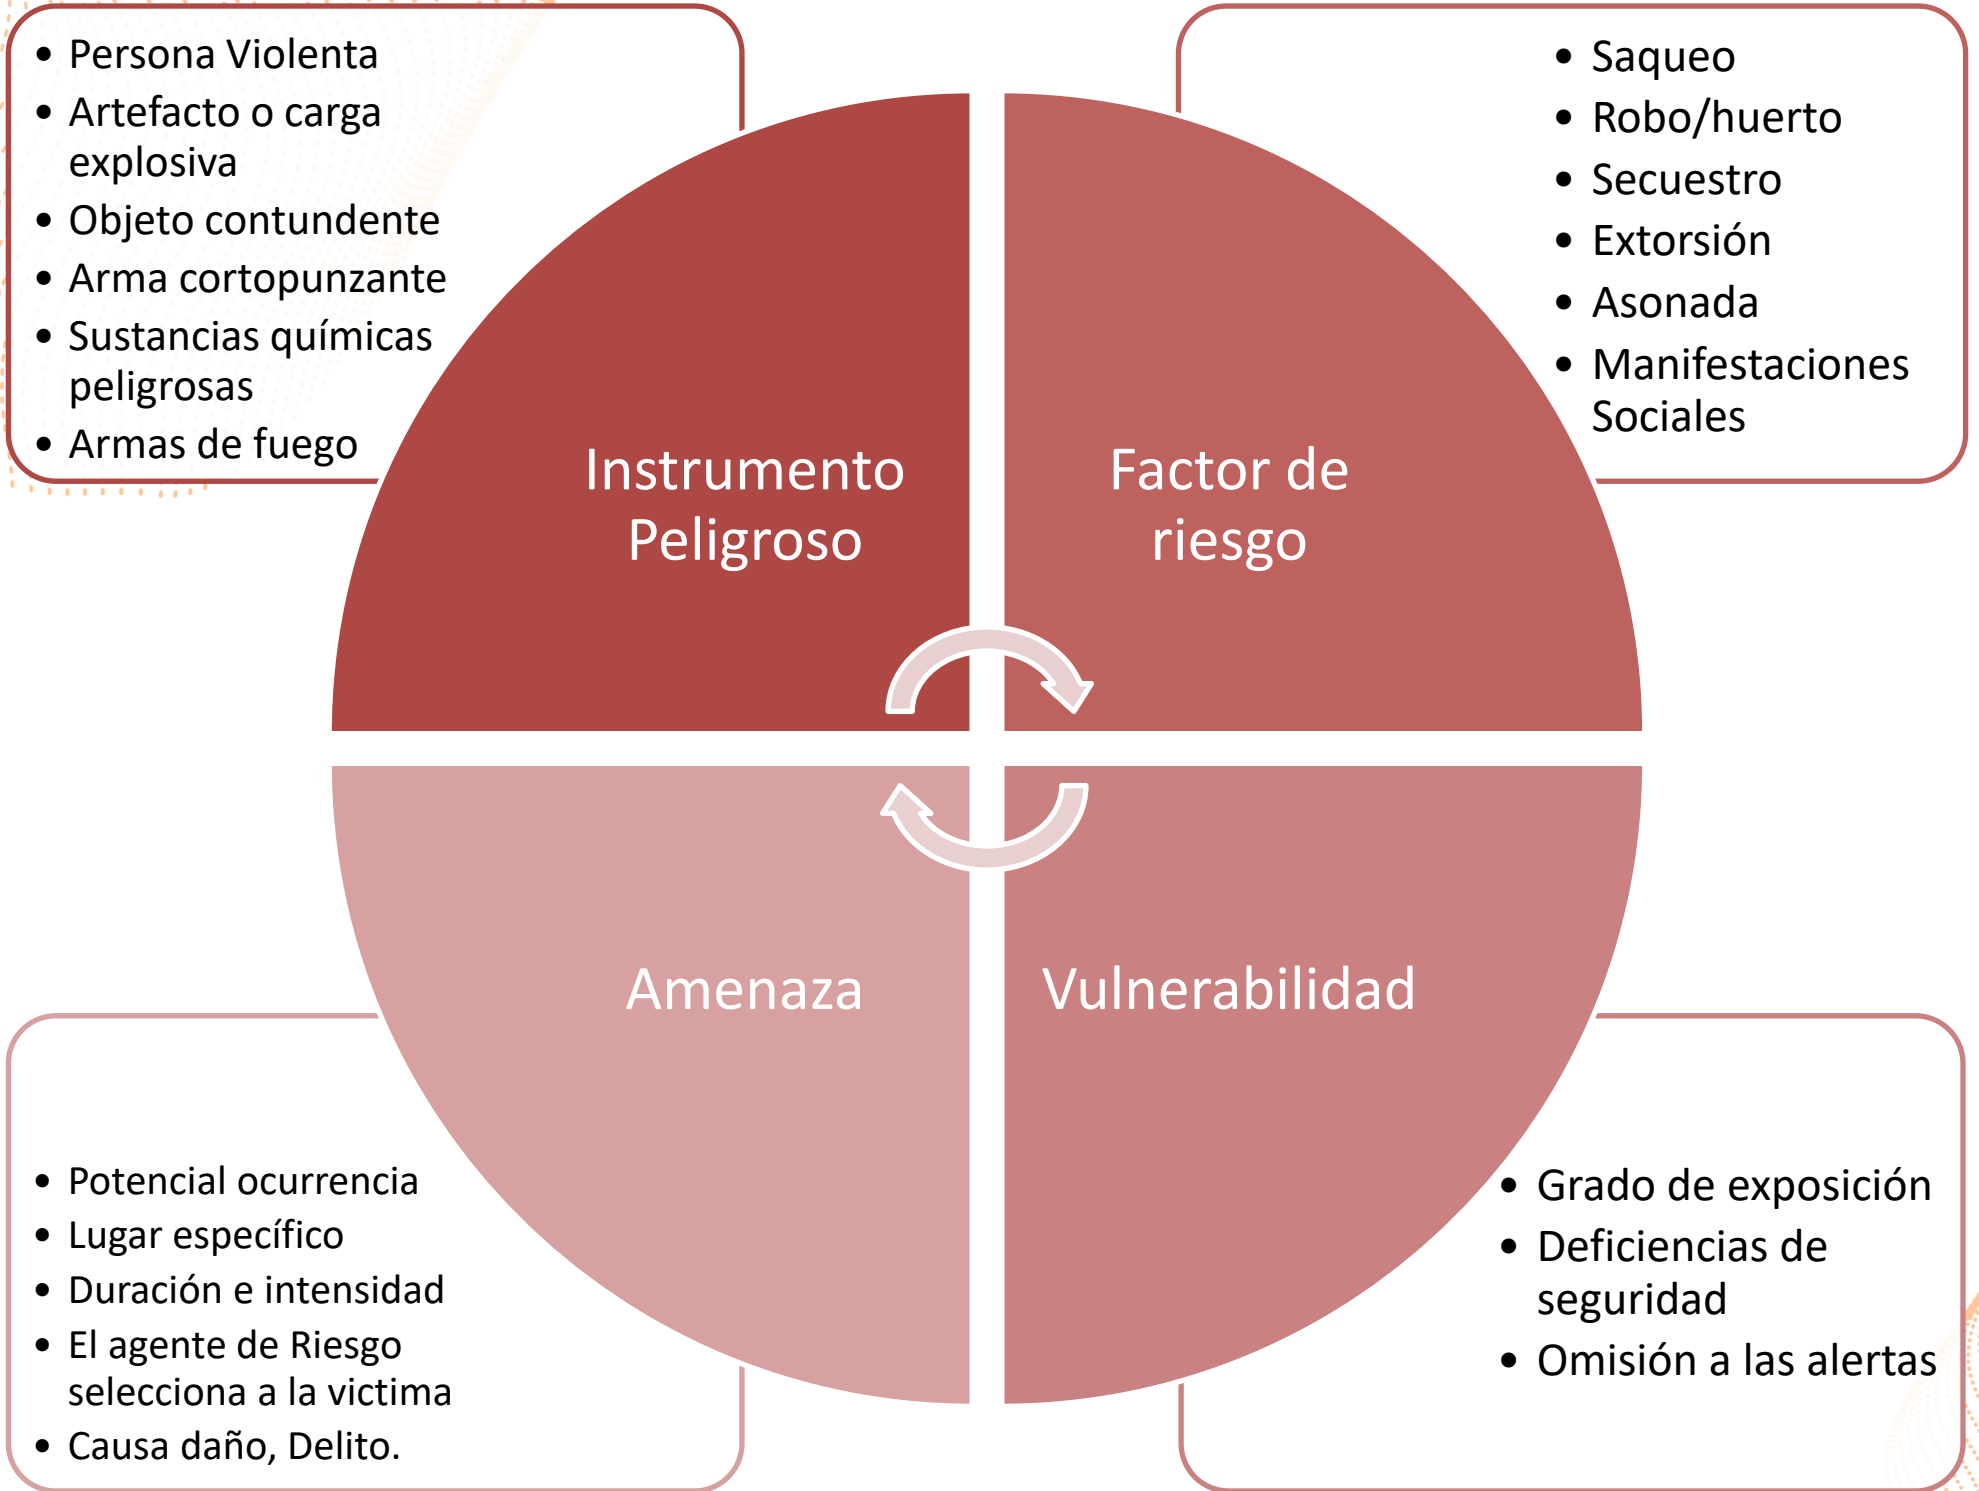 • Persona Violenta
• Artefacto o carga
explosiva
• Objeto contundente
• Arma cortopunzante
• Sustancias químicas
peligrosas
• Armas de fuego
• Saqueo
• Robo/huerto
• Secuestro
• Extorsión
• Asonada
• Manifestaciones
Sociales
Instrumento
Peligroso
Factor de
riesgo
Amenaza
Vulnerabilidad
• Potencial ocurrencia
• Lugar específico
• Duración e intensidad
• El agente de Riesgo
selecciona a la victima
• Causa daño, Delito.
• Grado de exposición
• Deficiencias de
seguridad
• Omisión a las alertas